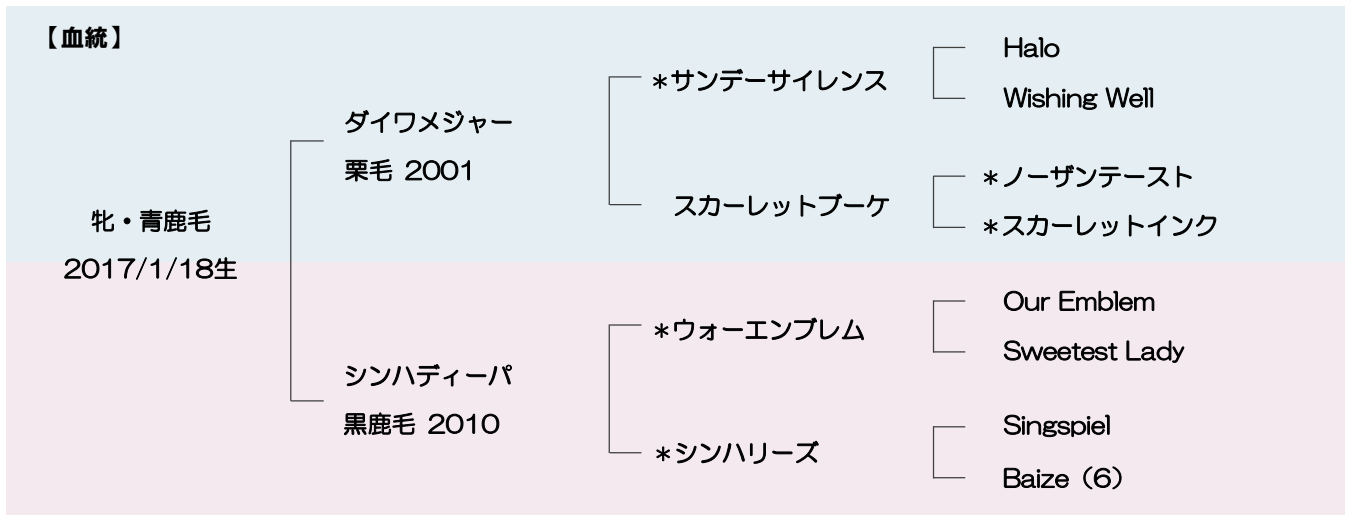 【血統】
牝・青鹿毛
2017/1/18生
ダイワメジャー
栗毛 2001
シンハディーパ
黒鹿毛 2010
*サンデーサイレンス
スカーレットブーケ
*ウォーエンブレム
*シンハリーズ
Halo
Wishing Well
*ノーザンテースト
*スカーレットインク
Our Emblem
Sweetest Lady
Singspiel
Baize（6）